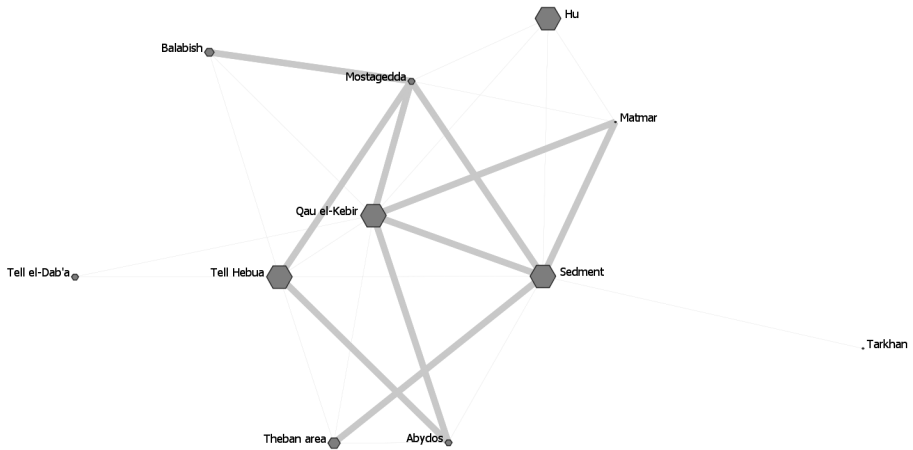 Hu
Balabish
Mostagedda
Matmar
Qau el-Kebir
Tell el-Dab'a
Tell Hebua
Sedment
Tarkhan
Theban area
Abydos